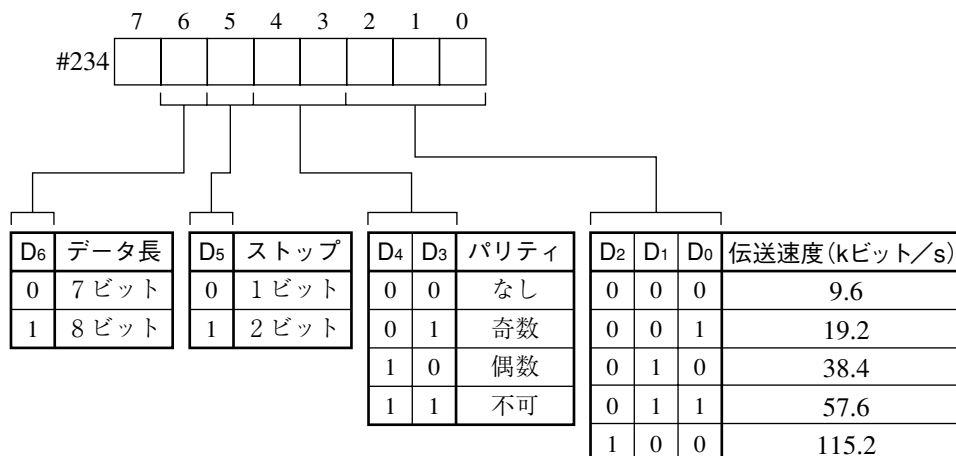 7 6 5 4 3 2 1 0
#234
D6 データ長
0 7ビット
1 8ビット
D5 ストップ
0 1ビット
1 2ビット
D4 D3 パリティ
0 0 なし
0 1 奇数
1 0 偶数
1 1 不可
D2 D1 D0 伝送速度(kビット/s)
0 0 0 9.6
0 0 1 19.2
0 1 0 38.4
0 1 1 57.6
1 0 0 115.2